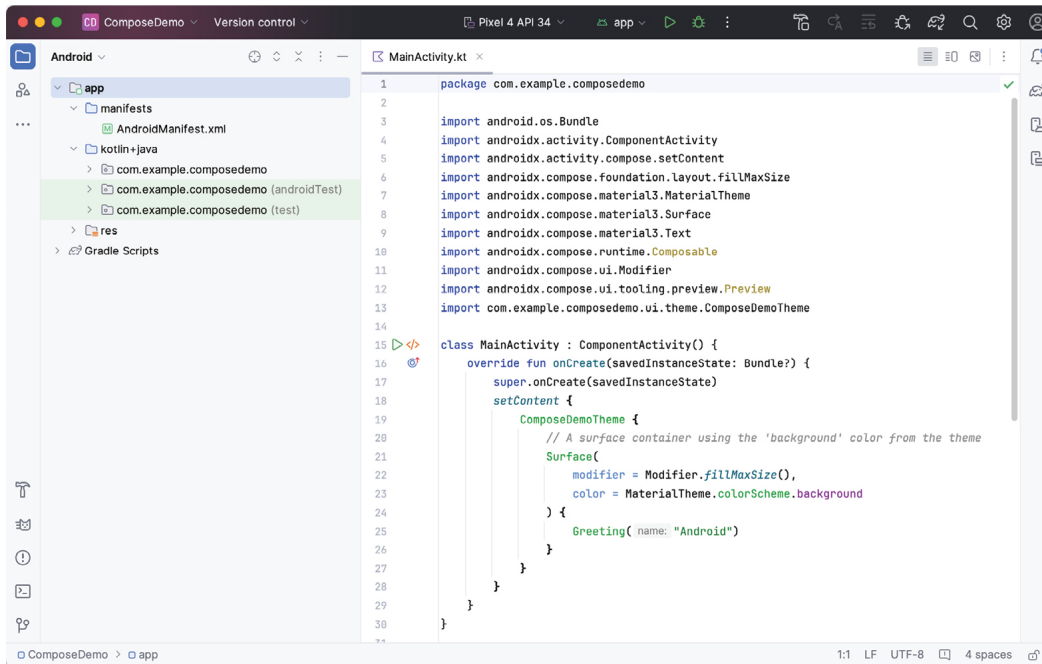 CD ComposeDemo Version control Pixel 4 API 34 app
Android
app
manifests
AndroidManifest.xml
kotlin+java
com.example.composedemo
com.example.composedemo (androidTest)
com.example.composedemo (test)
res
Gradle Scripts
MainActivity.kt
1 package com.example.composedemo
2
3 import android.os.Bundle
4 import androidx.activity.ComponentActivity
5 import androidx.activity.compose.setContent
6 import androidx.compose.foundation.layout.fillMaxSize
7 import androidx.compose.material3.MaterialTheme
8 import androidx.compose.material3.Surface
9 import androidx.compose.material3.Text
10 import androidx.compose.runtime.Composable
11 import androidx.compose.ui.Modifier
12 import androidx.compose.ui.tooling.preview.Preview
13 import com.example.composedemo.ui.theme.ComposeDemoTheme
14
15 class MainActivity : ComponentActivity() {
16 override fun onCreate(savedInstanceState: Bundle?) {
17 super.onCreate(savedInstanceState)
18 setContent {
19 ComposeDemoTheme {
20 // A surface container using the 'background' color from the theme
21 Surface(
22 modifier = Modifier.fillMaxSize(),
23 color = MaterialTheme.colorScheme.background
24 ) {
25 Greeting( name: "Android")
26 }
27 }
28 }
29 }
30 }
ComposeDemo > app 1:1 LF UTF-8 4 spaces